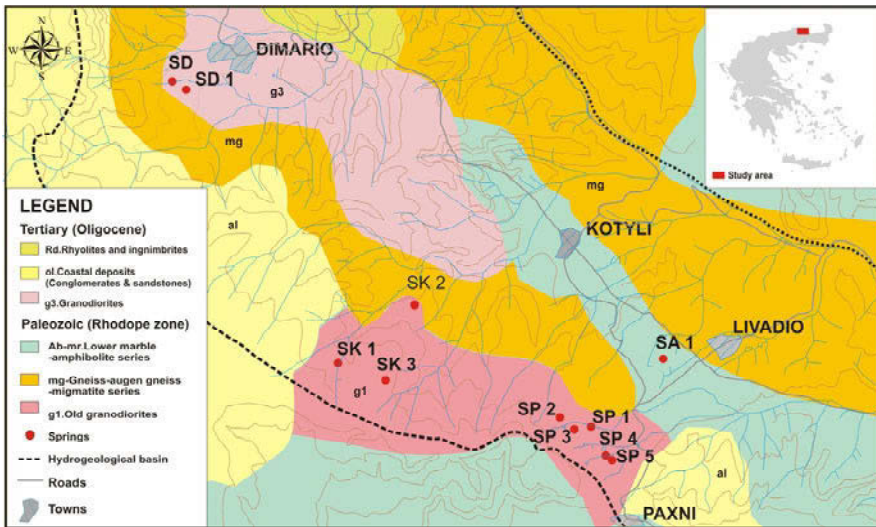 N
W E
S
SD
SD 1
DIMARIO
g3
mg
al
mg
KOTYLI
Study area
LEGEND
Tertiary (Oligocene)
Rd.Rhyolites and ingnimbrites
ol.Coastal deposits
(Conglomerates & sandstones)
g3.Granodiorites
Paleozoic (Rhodope zone)
Ab-mr.Lower marble
-amphibolite series
mg-Gneiss-augen gneiss
-migmatite series
g1.Old granodiorites
Springs
Hydrogeological basin
Roads
Towns
SK 2
SK 1
SK 3
g1
SA 1
LIVADIO
SP 2
SP 1
SP 3
SP 4
SP 5
al
PAXNI